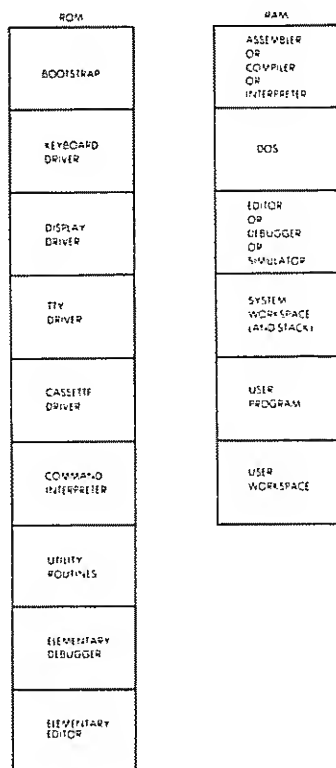 ROM
BOOTSTRAP
KEYBOARD
DRIVER
DISPLAY
DRIVER
TTY
DRIVER
CASSETTE
DRIVER
COMMAND
INTERPRETER
UTILITY
ROUTINES
ELEMENTARY
DEBUGGER
ELEMENTARY
EDITOR
RAM
ASSEMBLER
OR
COMPILER
OR
INTERPRETER
DOS
EDITOR
OR
DEBUGGER
OR
SIMULATOR
SYSTEM
WORKSPACE
(AND STACK)
USER
PROGRAM
USER
WORKSPACE